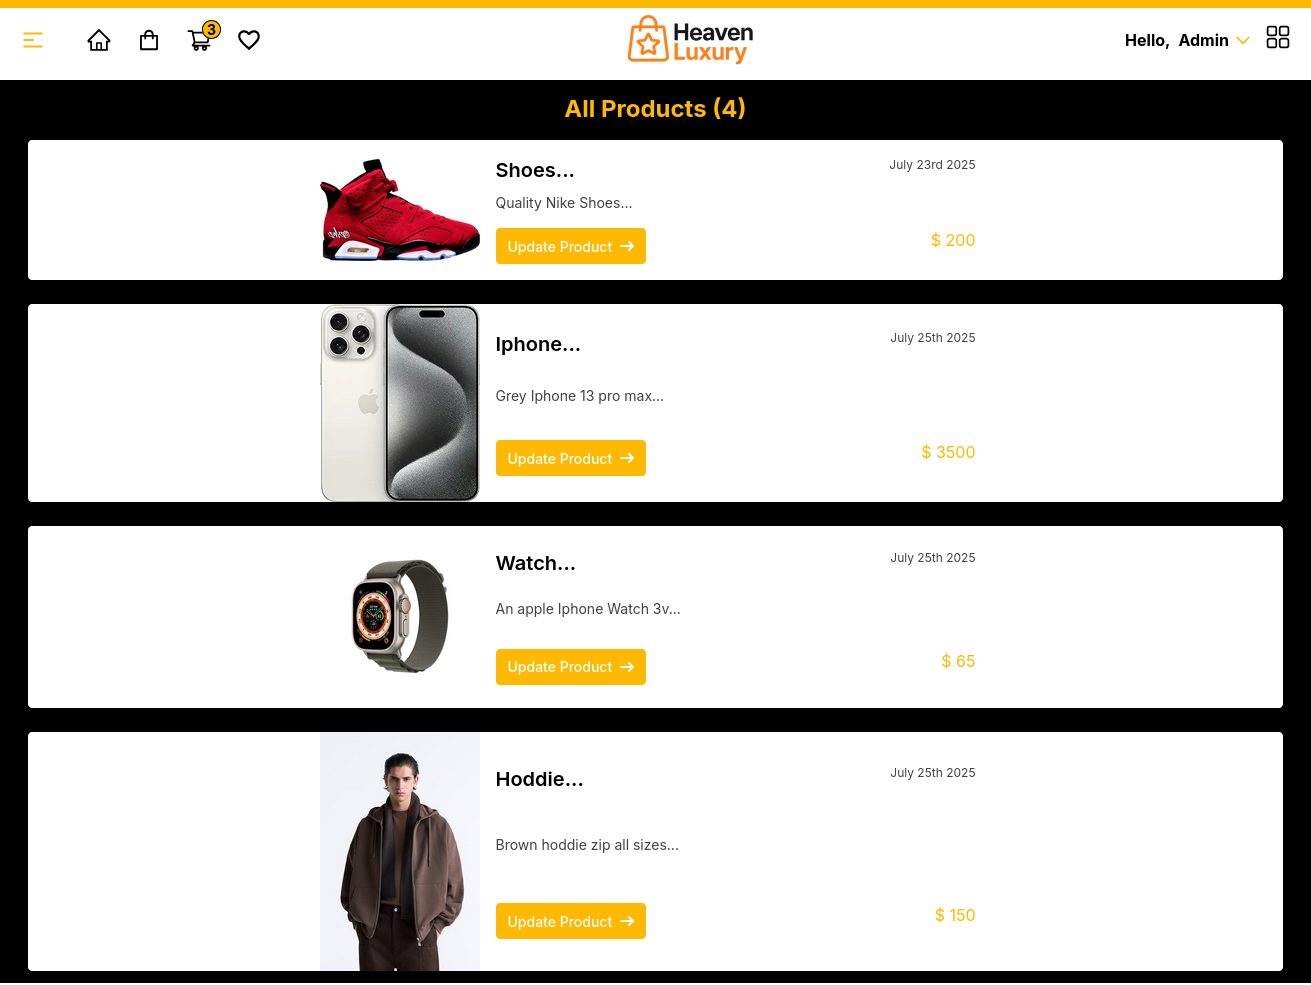 3
Heaven
Luxury
Hello, Admin
All Products (4)
Shoes...
July 23rd 2025
Quality Nike Shoes...
Update Product
$ 200
Iphone...
July 25th 2025
Grey Iphone 13 pro max...
Update Product
$ 3500
Watch...
July 25th 2025
An apple Iphone Watch 3v...
Update Product
$ 65
Hoddie...
July 25th 2025
Brown hoddie zip all sizes...
Update Product
$ 150